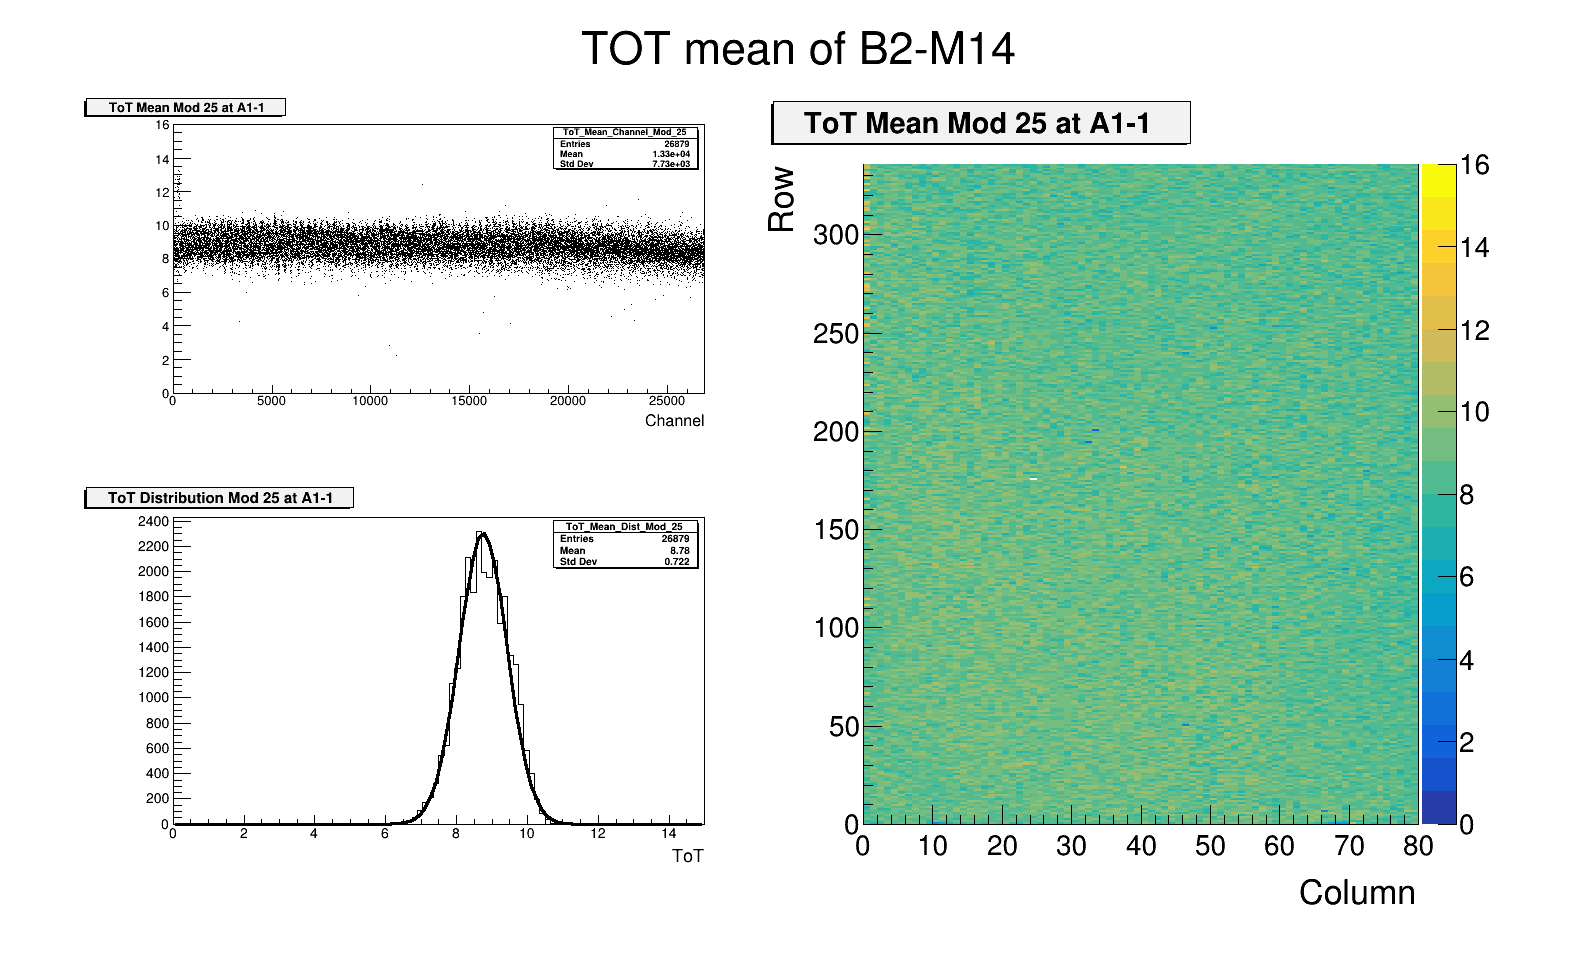 TOT mean of B2-M14
ToT Mean Mod 25 at A1-1
ToT_Mean_Channel_Mod_25
Entries 26879
Mean 1.33e+04
Std Dev 7.73e+03
16
14
12
10
8
6
4
2
0
0 5000 10000 15000 20000 25000
Channel
ToT Distribution Mod 25 at A1-1
ToT_Mean_Dist_Mod_25
Entries 26879
Mean 8.78
Std Dev 0.722
2400
2200
2000
1800
1600
1400
1200
1000
800
600
400
200
0
0 2 4 6 8 10 12 14
ToT
ToT Mean Mod 25 at A1-1
Row
300
250
200
150
100
50
0
0 10 20 30 40 50 60 70 80
Column
16
14
12
10
8
6
4
2
0